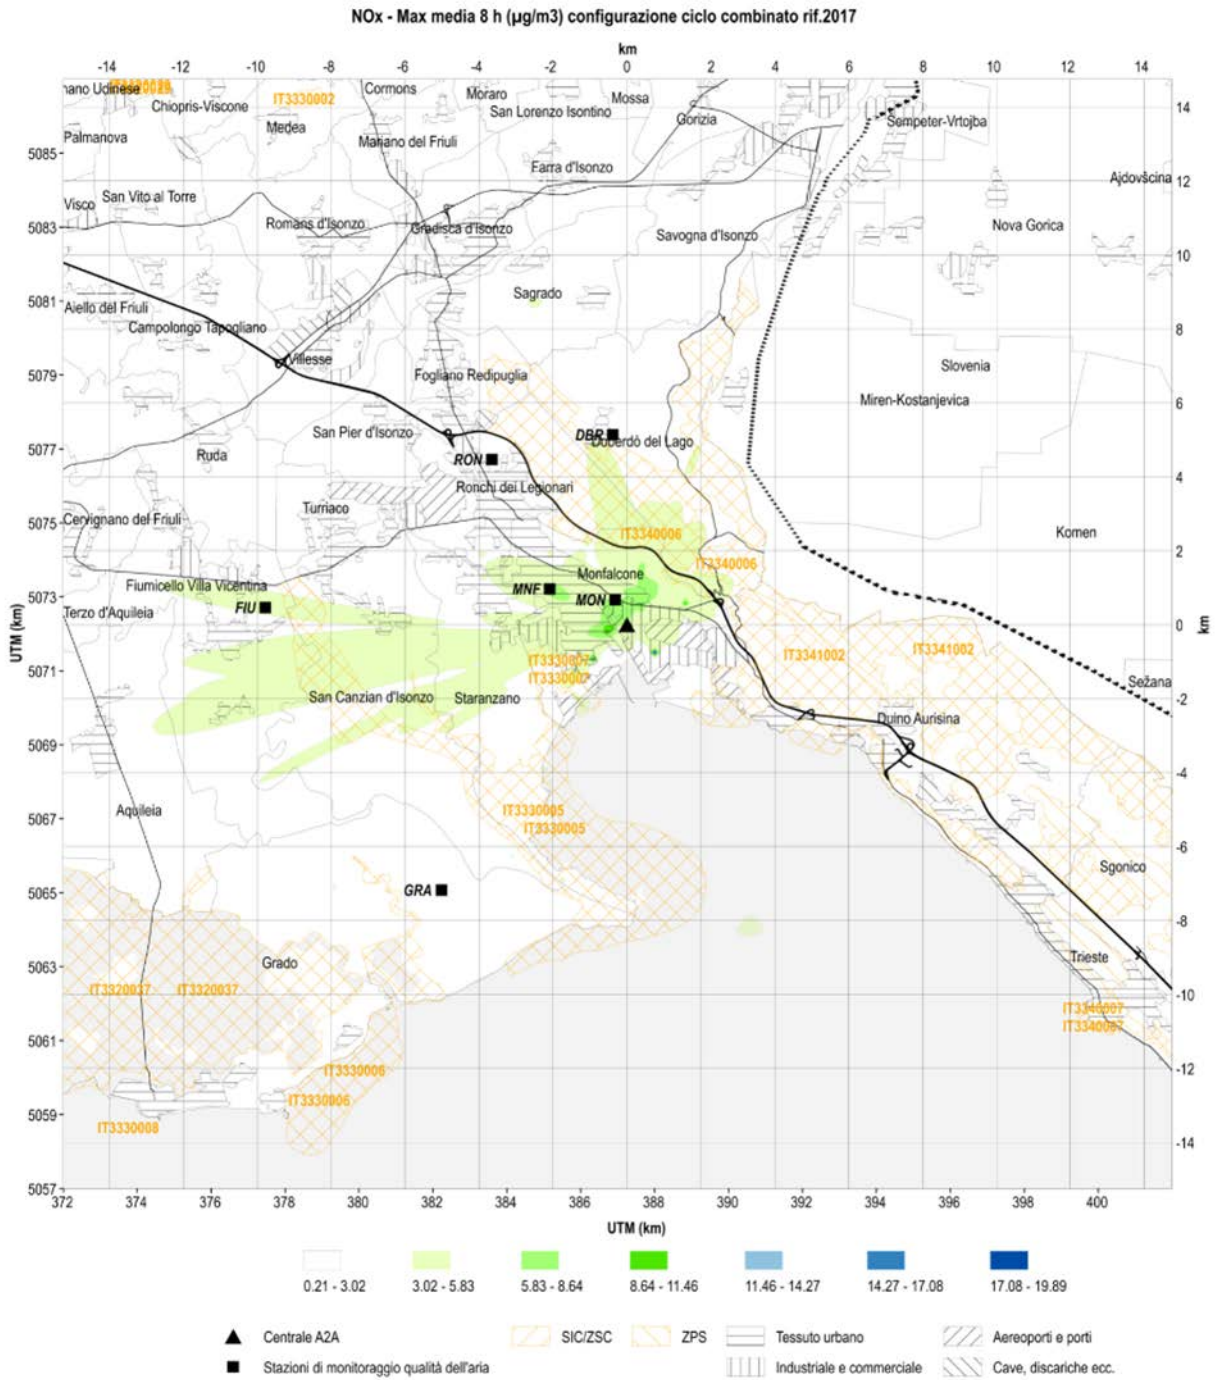 NOx - Max media 8 h (µg/m3) configurazione ciclo combinato rif.2017
km
-14 -12 -10 -8 -6 -4 -2 0 2 4 6 8 10 12 14
nano Udinese
Chiopris-Viscone
IT3330002
Cormons
Moraro
San Lorenzo Isontino
Mossa
Gorizia
Sempeter-Vrtojba
14
Palmanova
Medea
Mariano del Friuli
5085
Farra d'Isonzo
Ajdovščina
12
Visco
San Vito al Torre
Romans d'Isonzo
Gradisca d'Isonzo
Savogna d'Isonzo
Nova Gorica
5083
10
Sagrado
5081
Aiello del Friuli
Campolongo Tapogliano
8
Villesse
Fogliano Redipuglia
Slovenia
5079
Miren-Kostanjevica
6
San Pier d'Isonzo
DBR
Doberdò del Lago
5077
Ruda
RON
Ronchi dei Legionari
4
Turriaco
5075
Cervignano del Friuli
IT3340006
Komen
2
IT3340006
Monfalcone
Fiumicello Villa Vicentina
MNF
MON
5073
FIU
Terzo d'Aquileia
0
UTM (km)
km
IT3330007
IT3330007
IT3341002
IT3341002
5071
Sežana
San Canzian d'Isonzo
Staranzano
-2
Duino Aurisina
5069
-4
Aquileia
IT3330005
IT3330005
5067
-6
Sgonico
GRA
5065
-8
Grado
Trieste
5063
IT3320037
IT3320037
-10
IT3340007
IT3340007
5061
IT3330006
-12
IT3330006
5059
IT3330008
-14
5057
372 374 376 378 380 382 384 386 388 390 392 394 396 398 400
UTM (km)
0.21 - 3.02 3.02 - 5.83 5.83 - 8.64 8.64 - 11.46 11.46 - 14.27 14.27 - 17.08 17.08 - 19.89
Centrale A2A SIC/ZSC ZPS Tessuto urbano Aereoporti e porti
Stazioni di monitoraggio qualità dell'aria Industriale e commerciale Cave, discariche ecc.